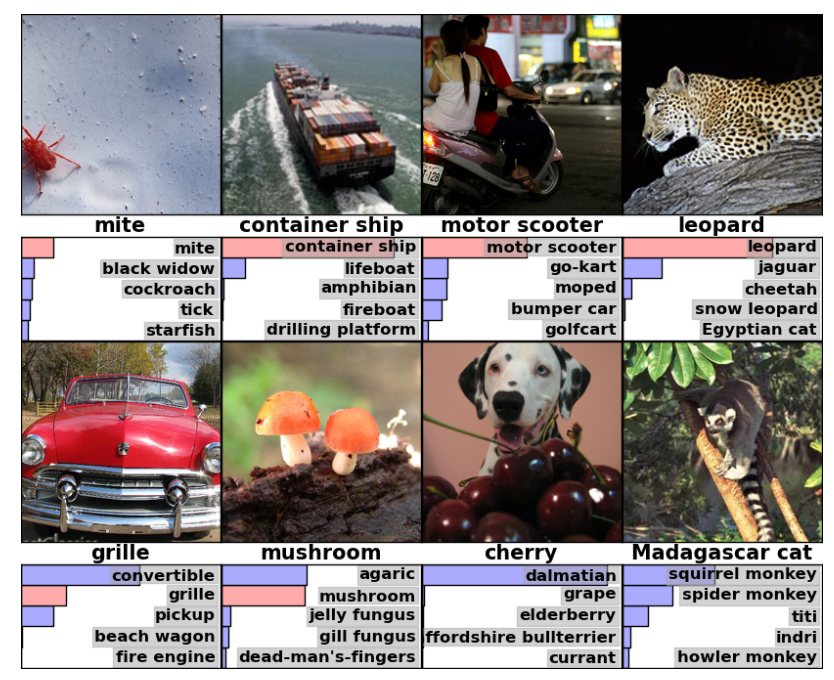 mite
container ship
motor scooter
leopard
mite
black widow
cockroach
tick
starfish
container ship
lifeboat
amphibian
fireboat
drilling platform
motor scooter
go-kart
moped
bumper car
golfcart
leopard
jaguar
cheetah
snow leopard
Egyptian cat
grille
mushroom
cherry
Madagascar cat
convertible
grille
pickup
beach wagon
fire engine
agaric
mushroom
jelly fungus
gill fungus
dead-man's-fingers
dalmatian
grape
elderberry
ffordshire bullterrier
currant
squirrel monkey
spider monkey
titi
indri
howler monkey